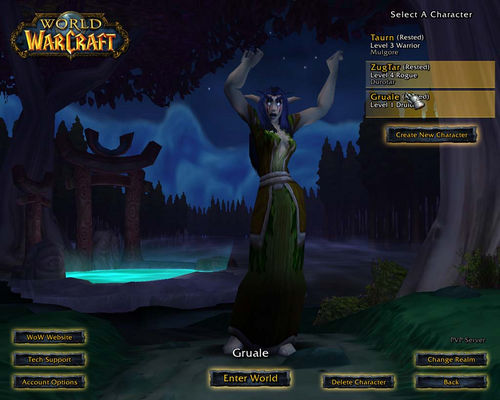 WORLD
OF
WARCRAFT
Select A Character
Taurn (Rested)
Level 3 Warrior
Mulgore
ZugTar (Rested)
Level 4 Rogue
Durotar
Gruale
Level 1 Druid
Create New Character
WoW Website
Tech Support
Account Options
Gruale
Enter World
PVP Server
Change Realm
Delete Character
Back